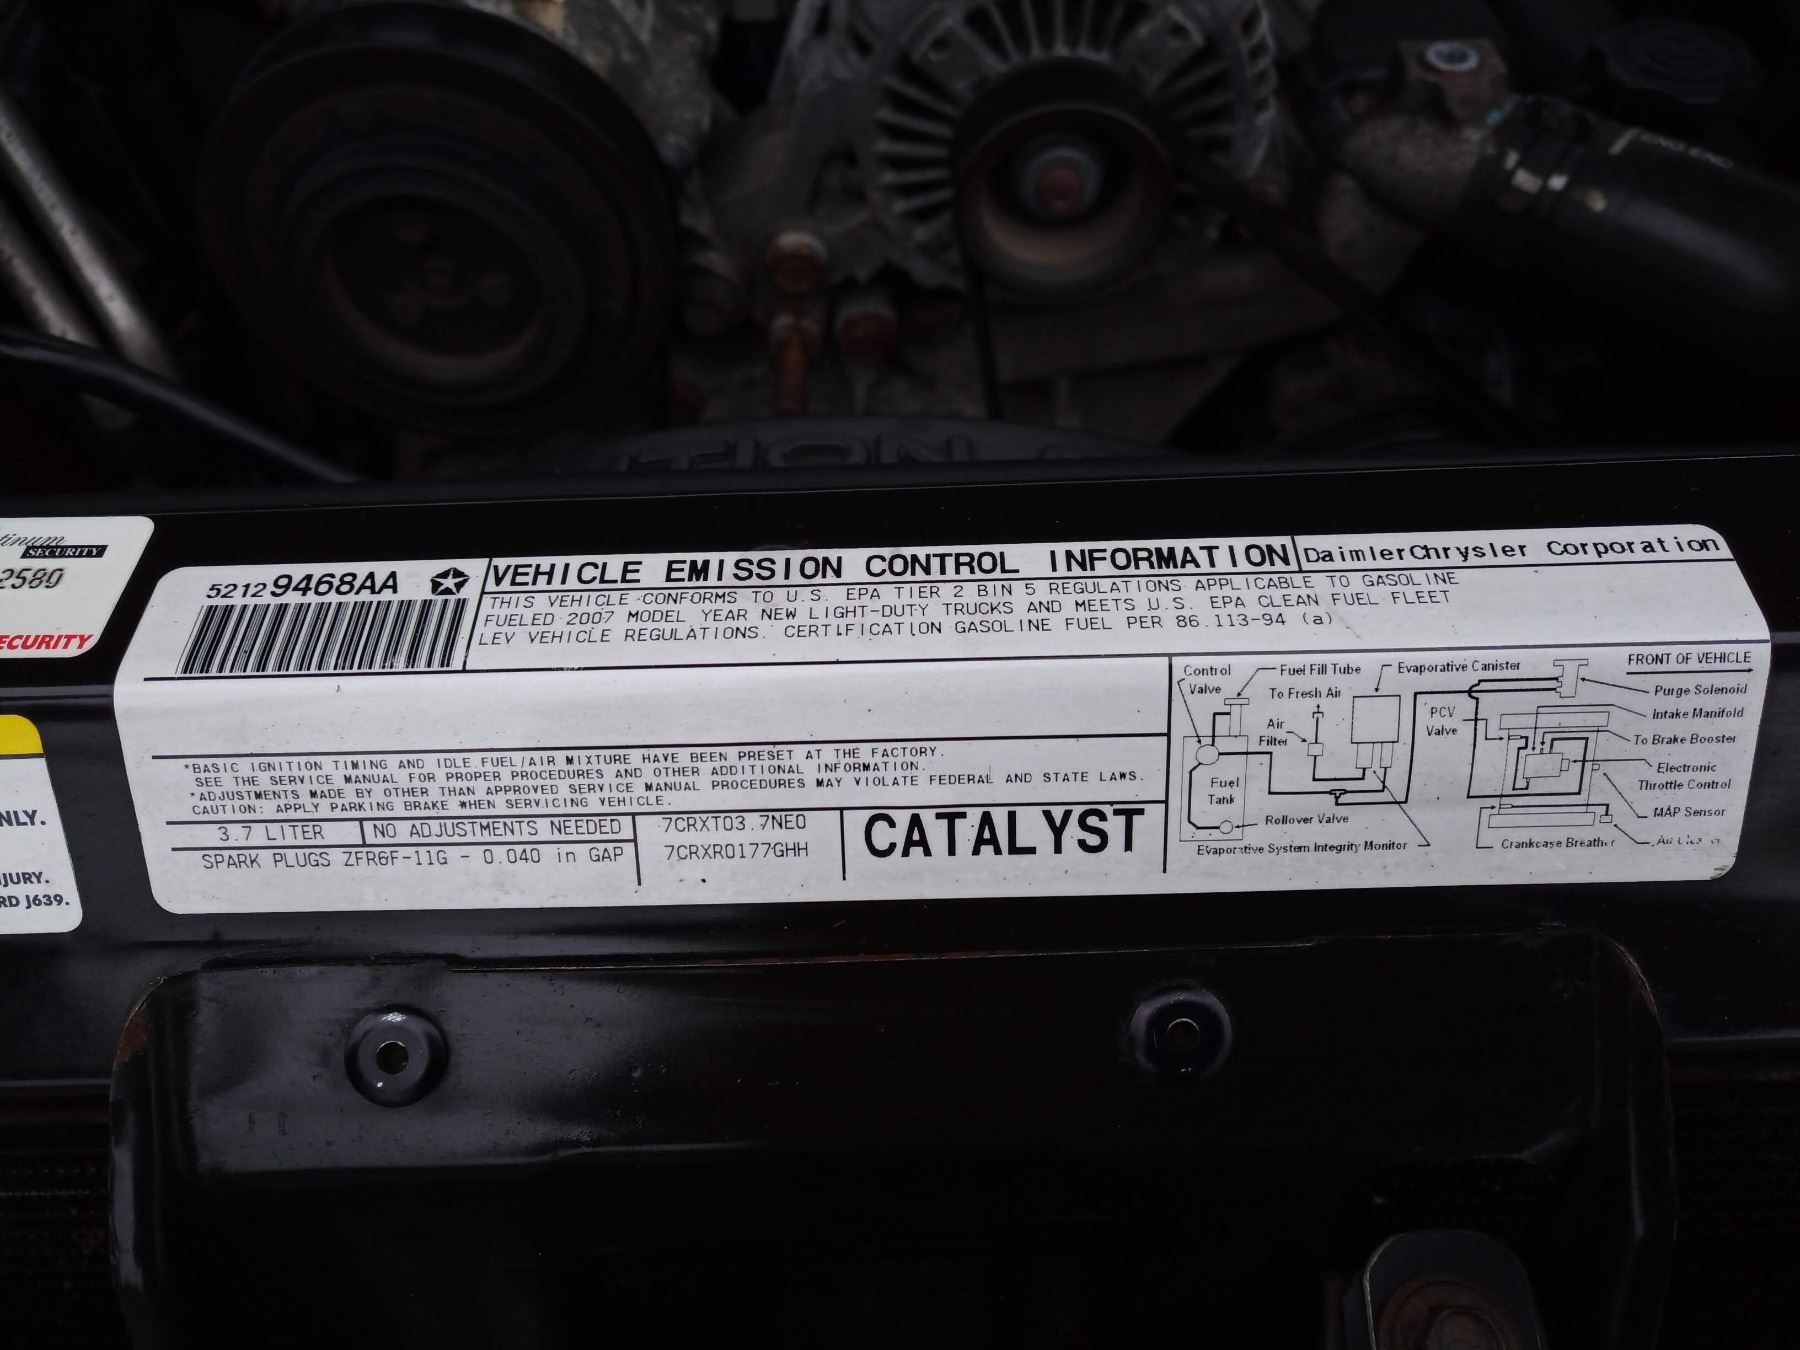 TION
tinum
SECURITY
2580
ECURITY
NLY.
JURY.
RD J639.
52129468AA
VEHICLE EMISSION CONTROL INFORMATION
DaimlerChrysler Corporation
THIS VEHICLE CONFORMS TO U.S. EPA TIER 2 BIN 5 REGULATIONS APPLICABLE TO GASOLINE
FUELED 2007 MODEL YEAR NEW LIGHT-DUTY TRUCKS AND MEETS U.S. EPA CLEAN FUEL FLEET
LEV VEHICLE REGULATIONS. CERTIFICATION GASOLINE FUEL PER 86.113-94 (a)
*BASIC IGNITION TIMING AND IDLE FUEL/AIR MIXTURE HAVE BEEN PRESET AT THE FACTORY.
SEE THE SERVICE MANUAL FOR PROPER PROCEDURES AND OTHER ADDITIONAL INFORMATION.
*ADJUSTMENTS MADE BY OTHER THAN APPROVED SERVICE MANUAL PROCEDURES MAY VIOLATE FEDERAL AND STATE LAWS.
CAUTION: APPLY PARKING BRAKE WHEN SERVICING VEHICLE.
3.7 LITER
NO ADJUSTMENTS NEEDED
SPARK PLUGS ZFR6F-11G - 0.040 in GAP
7CRXT03.7NE0
7CRXR0177GHH
CATALYST
Control
Valve
Fuel Fill Tube
To Fresh Air
Evaporative Canister
Air
Filter
Fuel
Tank
Rollover Valve
Evaporative System Integrity Monitor
FRONT OF VEHICLE
Purge Solenoid
PCV
Valve
Intake Manifold
To Brake Booster
Electronic
Throttle Control
MAP Sensor
Crankcase Breather
Air Cleaner